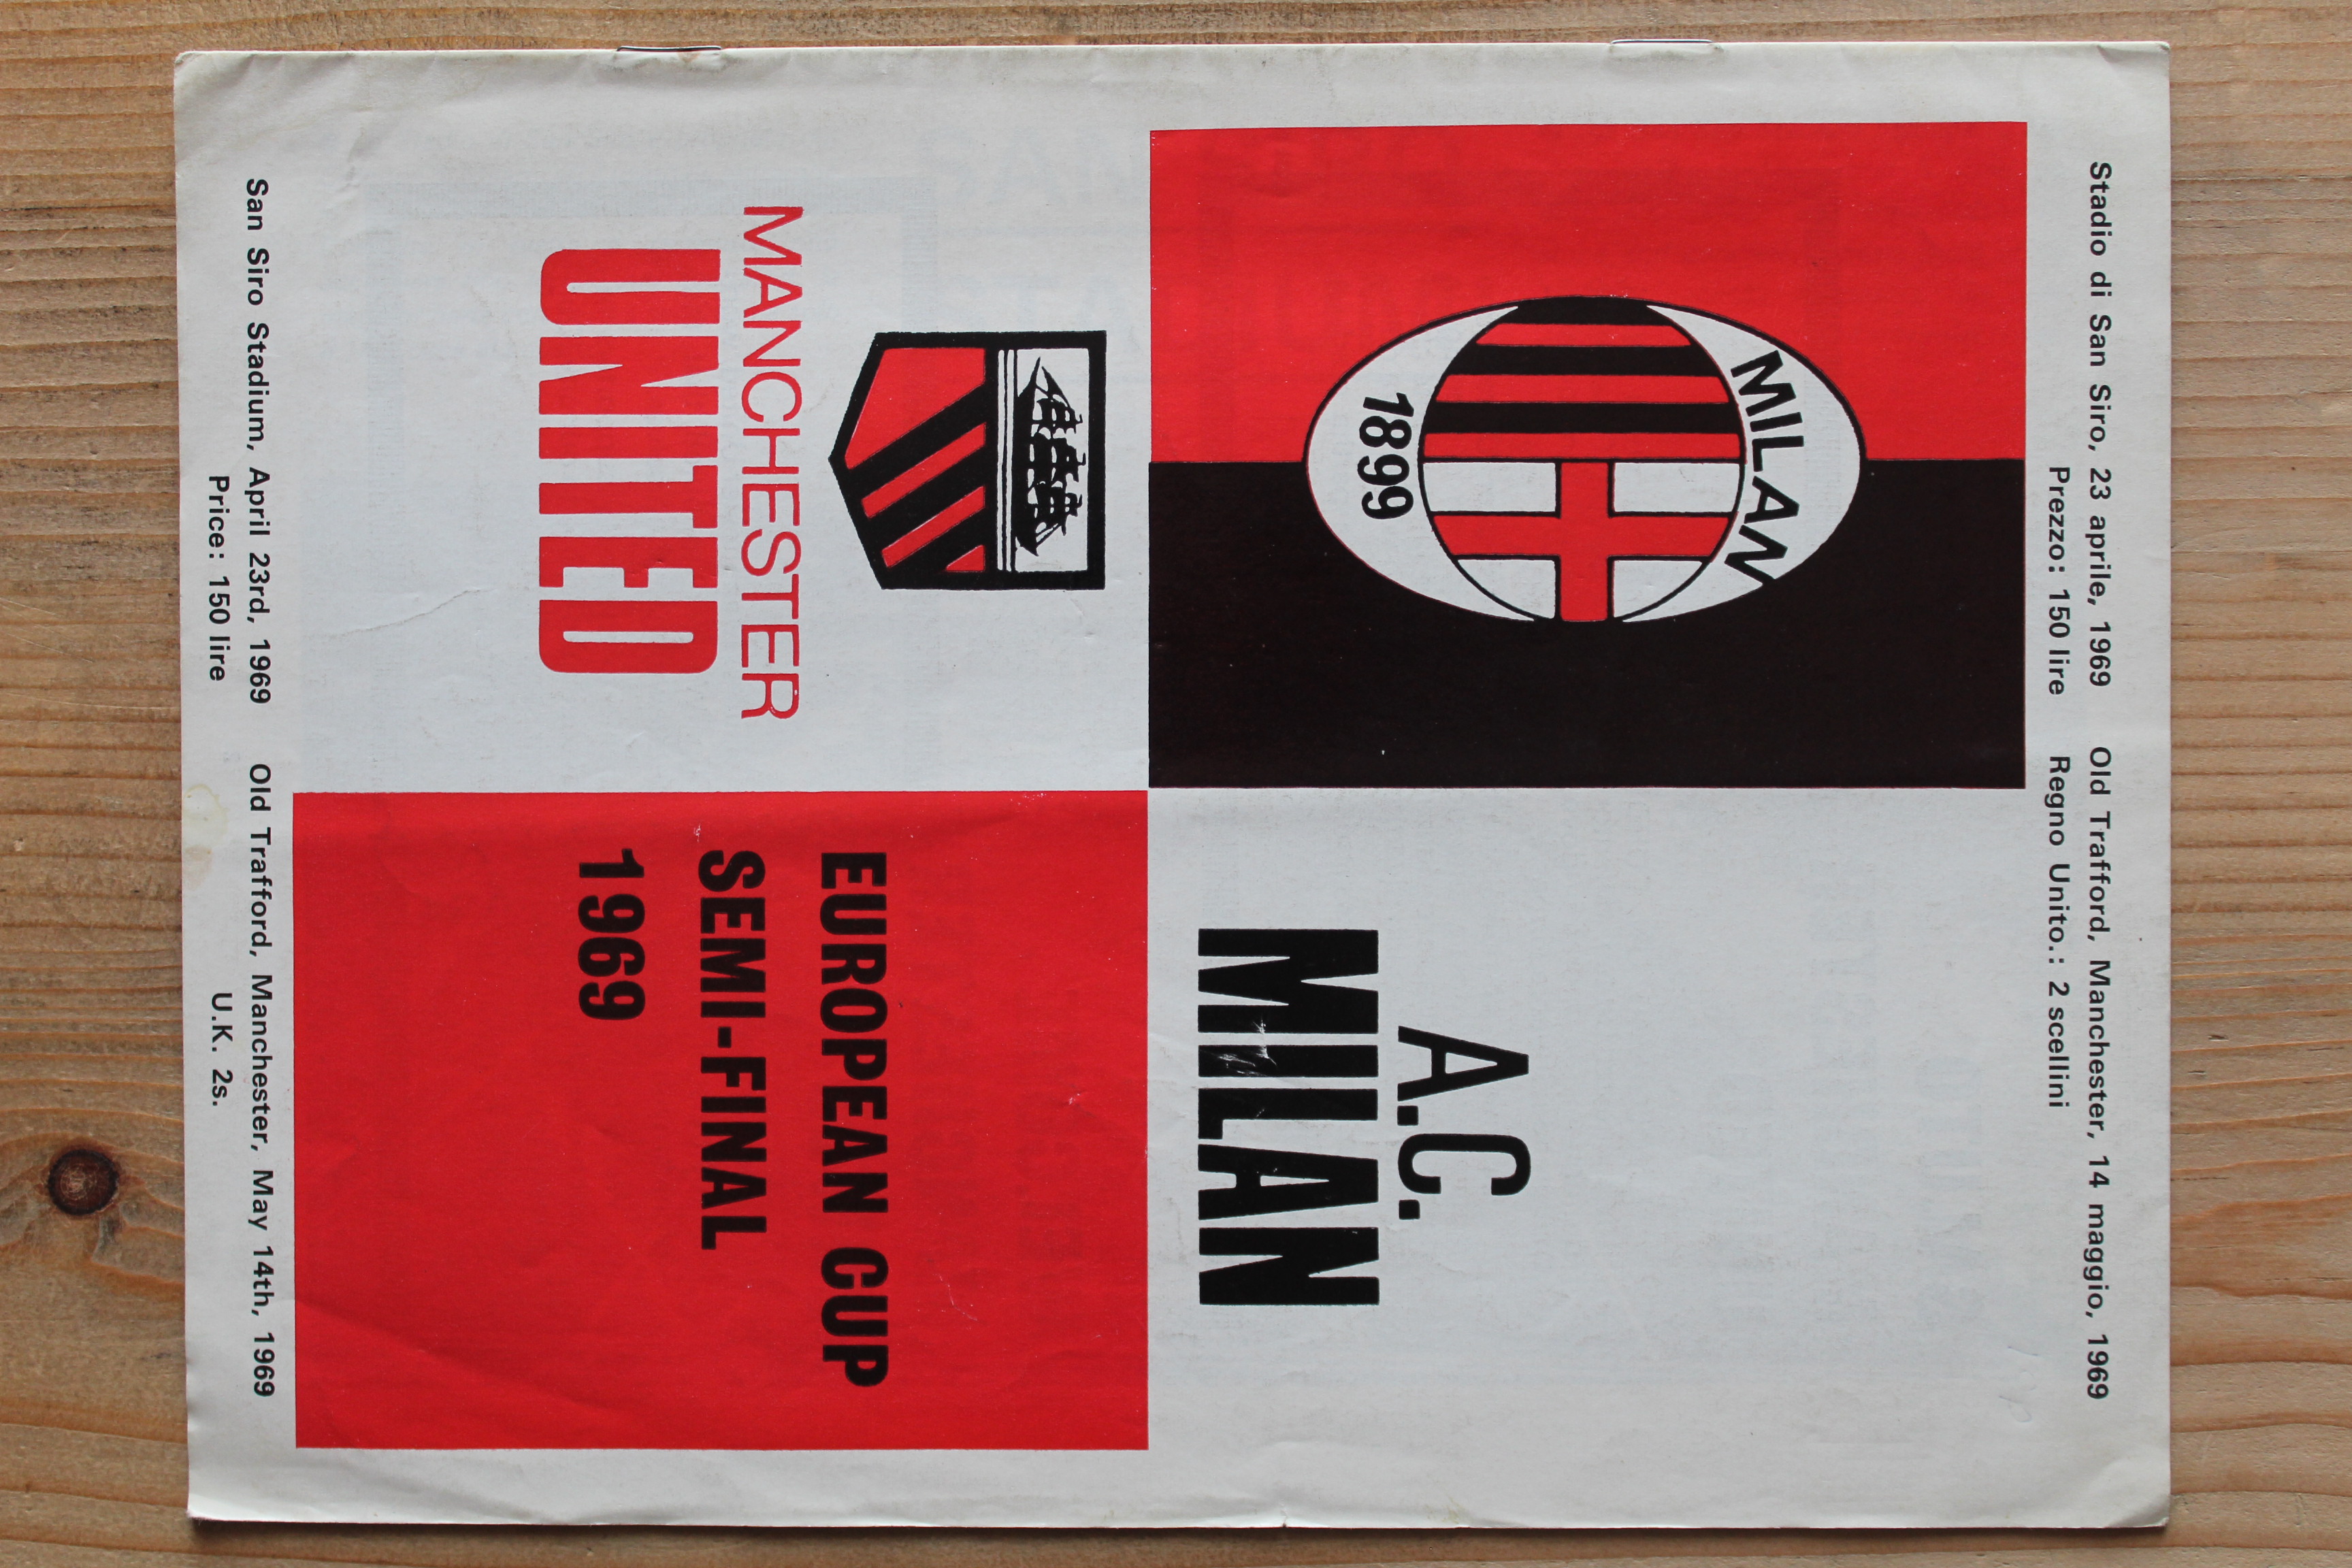 Stadio di San Siro, 23 aprile, 1969 Old Trafford, Manchester, 14 maggio, 1969
Prezzo: 150 lire Regno Unito.: 2 scellini
MILAN
1899
A.C.
MILAN
MANCHESTER
UNITED
EUROPEAN CUP
SEMI-FINAL
1969
San Siro Stadium, April 23rd, 1969 Old Trafford, Manchester, May 14th, 1969
Price: 150 lire U.K. 2s.